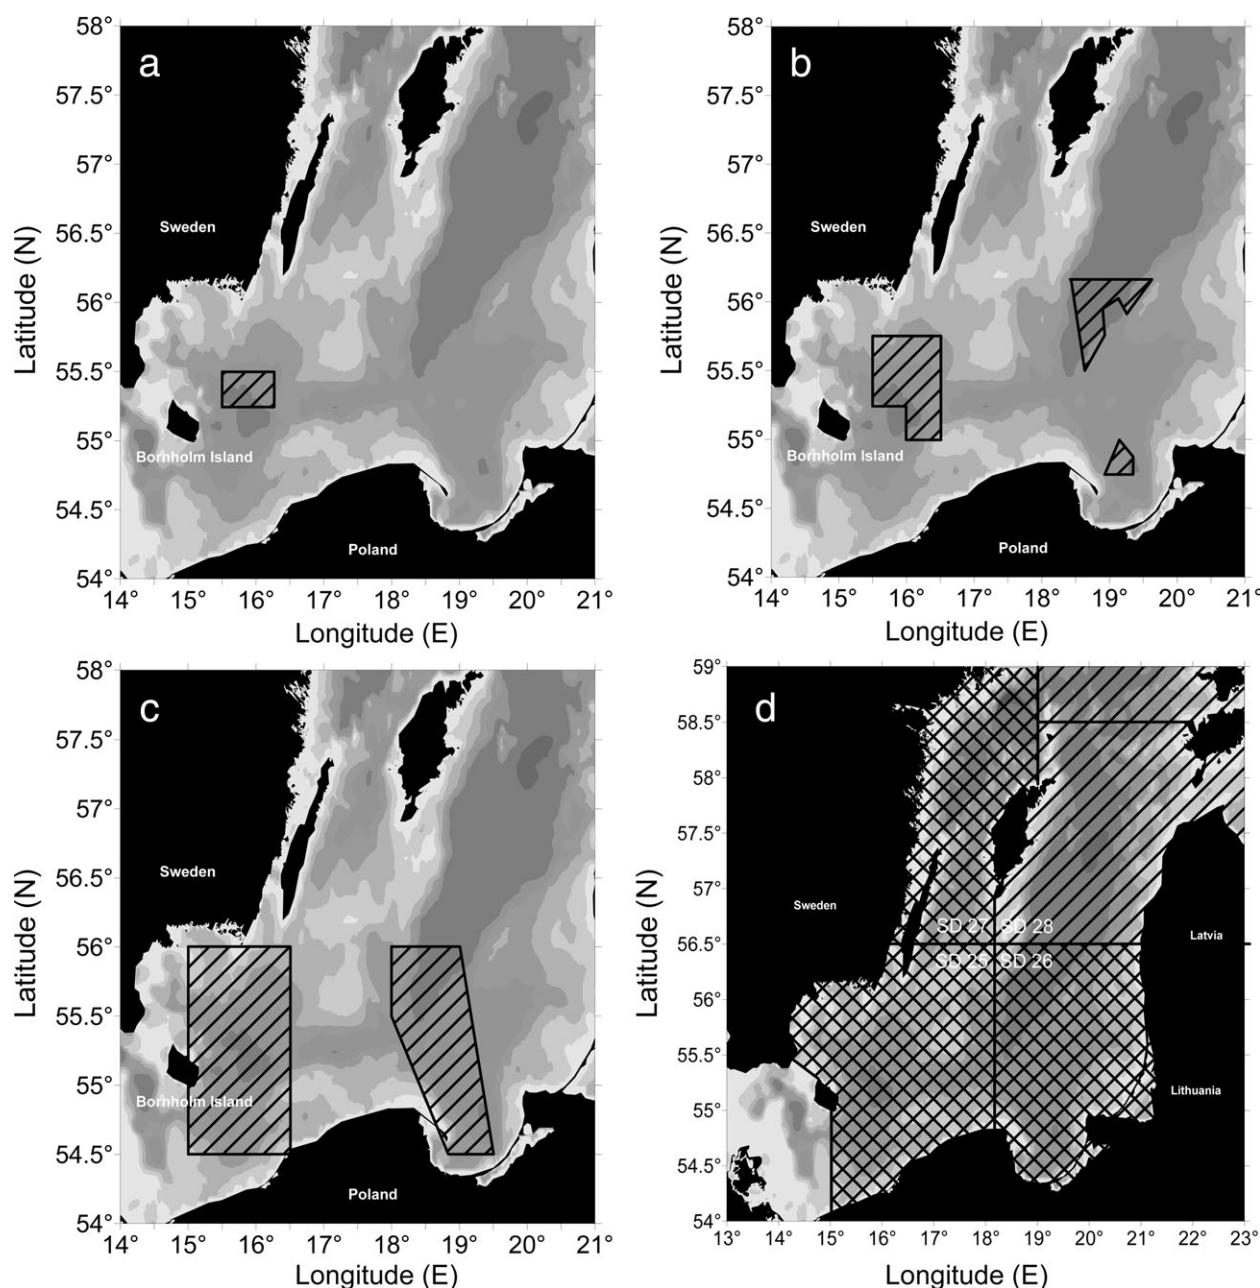 a
58°
57.5°
57°
56.5°
56°
55.5°
55°
54.5°
54°
Latitude (N)
Sweden
Bornholm Island
Poland
14° 15° 16° 17° 18° 19° 20° 21°
Longitude (E)
b
58°
57.5°
57°
56.5°
56°
55.5°
55°
54.5°
54°
Latitude (N)
Sweden
Bornholm Island
Poland
14° 15° 16° 17° 18° 19° 20° 21°
Longitude (E)
c
58°
57.5°
57°
56.5°
56°
55.5°
55°
54.5°
54°
Latitude (N)
Sweden
Bornholm Island
Poland
14° 15° 16° 17° 18° 19° 20° 21°
Longitude (E)
d
59°
58.5°
58°
57.5°
57°
56.5°
56°
55.5°
55°
54.5°
54°
Latitude (N)
Sweden
SD 27 SD 28
SD 25 SD 26
Latvia
Lithuania
13° 14° 15° 16° 17° 18° 19° 20° 21° 22° 23°
Longitude (E)